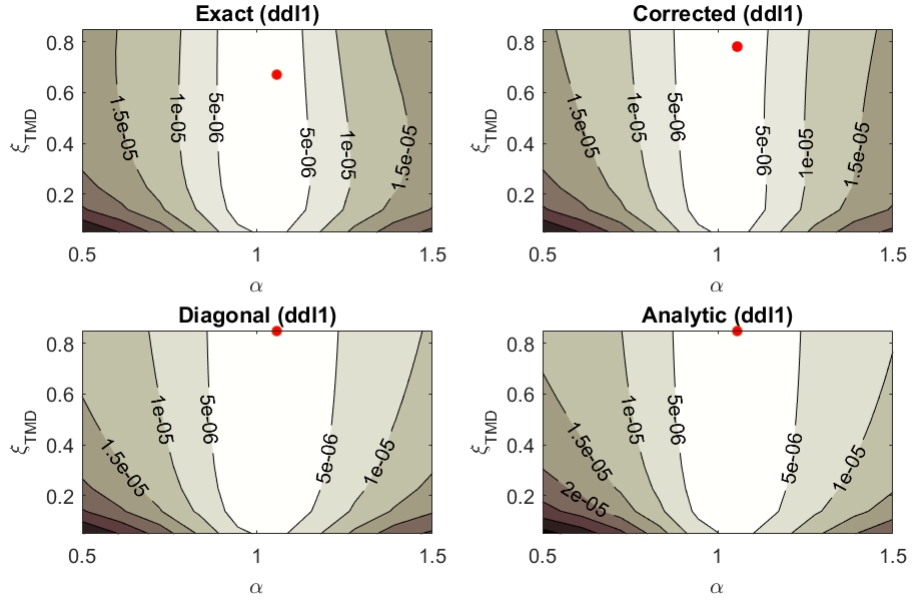 Exact (ddl1)
ξTMD
0.8
0.6
0.4
0.2
1.5e-05
1e-05
5e-06
5e-06
1e-05
1.5e-05
0.5
1
1.5
α
Corrected (ddl1)
ξTMD
0.8
0.6
0.4
0.2
1.5e-05
1e-05
5e-06
5e-06
1e-05
1.5e-05
0.5
1
1.5
α
Diagonal (ddl1)
ξTMD
0.8
0.6
0.4
0.2
1.5e-05
1e-05
5e-06
5e-06
1e-05
0.5
1
1.5
α
Analytic (ddl1)
ξTMD
0.8
0.6
0.4
0.2
2e-05
1.5e-05
1e-05
5e-06
5e-06
1e-05
0.5
1
1.5
α